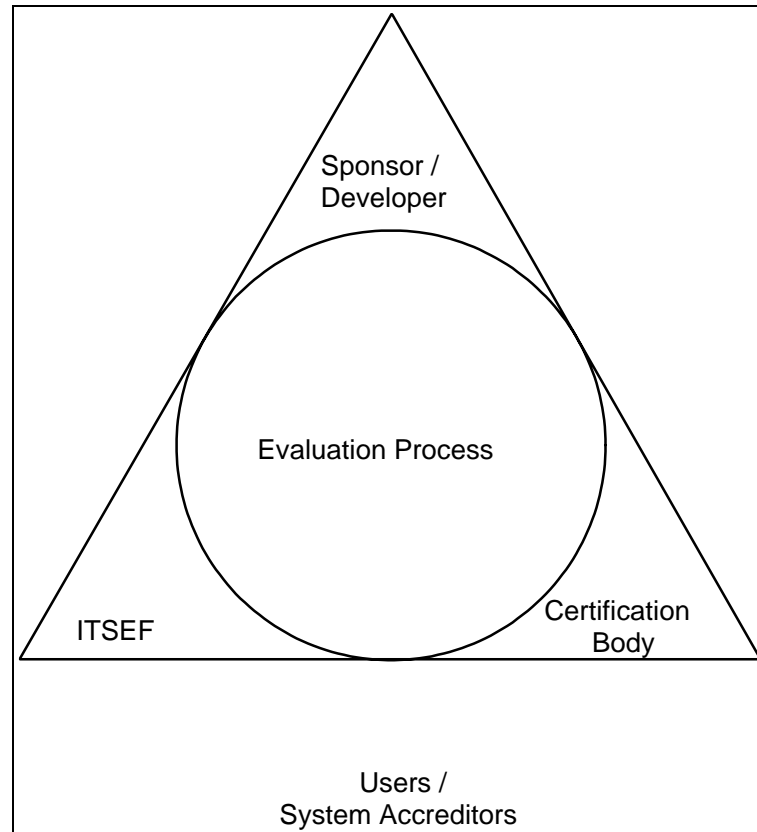 Sponsor /
Developer
Evaluation Process
ITSEF
Certification
Body
Users /
System Accreditors